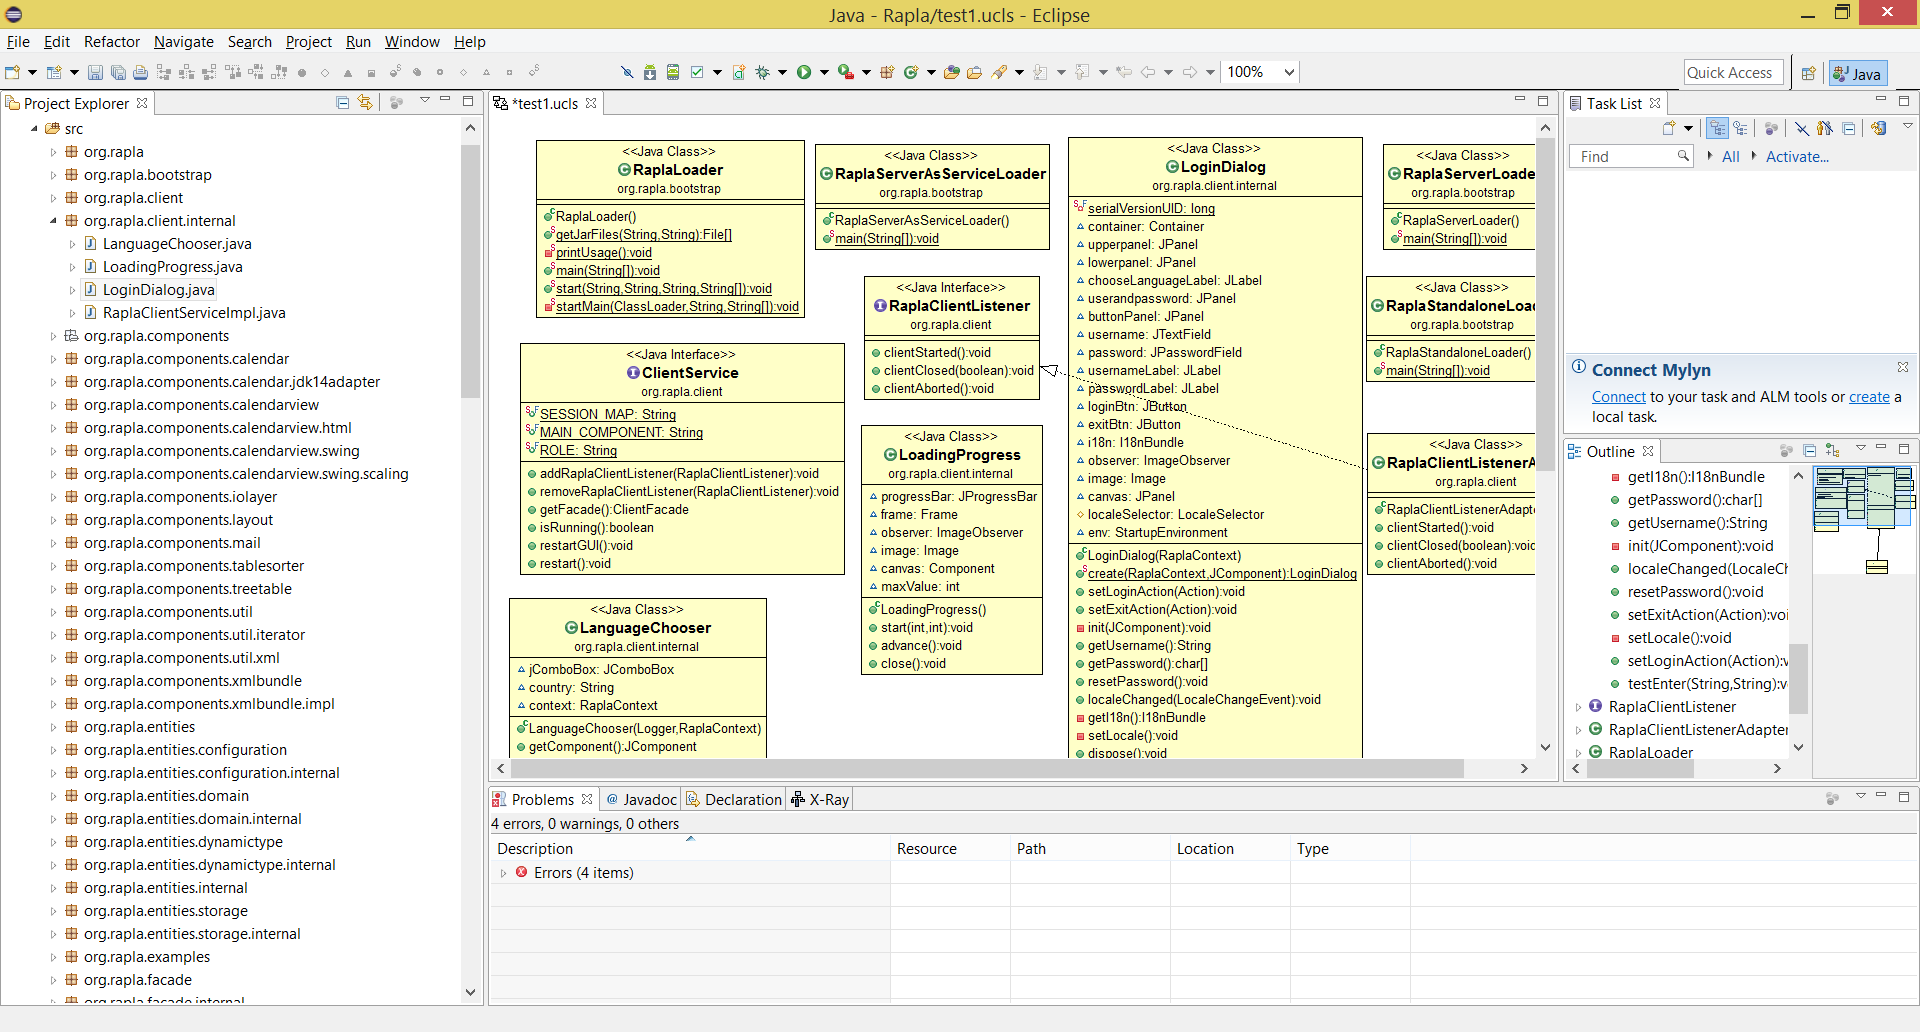 Java - Rapla/test1.ucls - Eclipse
File Edit Refactor Navigate Search Project Run Window Help
100%
Quick Access
Java
Project Explorer
src
org.rapla
org.rapla.bootstrap
org.rapla.client
org.rapla.client.internal
LanguageChooser.java
LoadingProgress.java
LoginDialog.java
RaplaClientServiceImpl.java
org.rapla.components
org.rapla.components.calendar
org.rapla.components.calendar.jdk14adapter
org.rapla.components.calendarview
org.rapla.components.calendarview.html
org.rapla.components.calendarview.swing
org.rapla.components.calendarview.swing.scaling
org.rapla.components.iolayer
org.rapla.components.layout
org.rapla.components.mail
org.rapla.components.tablesorter
org.rapla.components.treetable
org.rapla.components.util
org.rapla.components.util.iterator
org.rapla.components.util.xml
org.rapla.components.xmlbundle
org.rapla.components.xmlbundle.impl
org.rapla.entities
org.rapla.entities.configuration
org.rapla.entities.configuration.internal
org.rapla.entities.domain
org.rapla.entities.domain.internal
org.rapla.entities.dynamictype
org.rapla.entities.dynamictype.internal
org.rapla.entities.internal
org.rapla.entities.storage
org.rapla.entities.storage.internal
org.rapla.examples
org.rapla.facade
org.rapla.facade.internal
*test1.ucls
<<Java Class>>
RaplaLoader
org.rapla.bootstrap
RaplaLoader()
getJarFiles(String,String):File[]
printUsage():void
main(String[]):void
start(String,String,String,String[]):void
startMain(ClassLoader,String,String[]):void
<<Java Interface>>
ClientService
org.rapla.client
SESSION_MAP: String
MAIN_COMPONENT: String
ROLE: String
addRaplaClientListener(RaplaClientListener):void
removeRaplaClientListener(RaplaClientListener):void
getFacade():ClientFacade
isRunning():boolean
restartGUI():void
restart():void
<<Java Class>>
LanguageChooser
org.rapla.client.internal
jComboBox: JComboBox
country: String
context: RaplaContext
LanguageChooser(Logger,RaplaContext)
getComponent():JComponent
<<Java Class>>
RaplaServerAsServiceLoader
org.rapla.bootstrap
RaplaServerAsServiceLoader()
main(String[]):void
<<Java Interface>>
RaplaClientListener
org.rapla.client
clientStarted():void
clientClosed(boolean):void
clientAborted():void
<<Java Class>>
LoadingProgress
org.rapla.client.internal
progressBar: JProgressBar
frame: Frame
observer: ImageObserver
image: Image
canvas: Component
maxValue: int
LoadingProgress()
start(int,int):void
advance():void
close():void
<<Java Class>>
LoginDialog
org.rapla.client.internal
serialVersionUID: long
container: Container
upperpanel: JPanel
lowerpanel: JPanel
chooseLanguageLabel: JLabel
userandpassword: JPanel
buttonPanel: JPanel
username: JTextField
password: JPasswordField
usernameLabel: JLabel
passwordLabel: JLabel
loginBtn: JButton
exitBtn: JButton
i18n: I18nBundle
observer: ImageObserver
image: Image
canvas: JPanel
localeSelector: LocaleSelector
env: StartupEnvironment
LoginDialog(RaplaContext)
create(RaplaContext,JComponent):LoginDialog
setLoginAction(Action):void
setExitAction(Action):void
init(JComponent):void
getUsername():String
getPassword():char[]
resetPassword():void
localeChanged(LocaleChangeEvent):void
getI18n():I18nBundle
setLocale():void
dispose():void
<<Java Class>>
RaplaServerLoade
org.rapla.bootstrap
RaplaServerLoader()
main(String[]):void
<<Java Class>>
RaplaStandaloneLoa
org.rapla.bootstrap
RaplaStandaloneLoader()
main(String[]):void
<<Java Class>>
RaplaClientListenerA
org.rapla.client
RaplaClientListenerAdapte
clientStarted():void
clientClosed(boolean):voi
clientAborted():void
Task List
Find
All
Activate...
Connect Mylyn
Connect to your task and ALM tools or create a
local task.
Outline
getI18n():I18nBundle
getPassword():char[]
getUsername():String
init(JComponent):void
localeChanged(LocaleCh
resetPassword():void
setExitAction(Action):voi
setLocale():void
setLoginAction(Action):v
testEnter(String,String):v
RaplaClientListener
RaplaClientListenerAdapter
RaplaLoader
Problems
@ Javadoc
Declaration
X-Ray
4 errors, 0 warnings, 0 others
Description Resource Path Location Type
Errors (4 items)